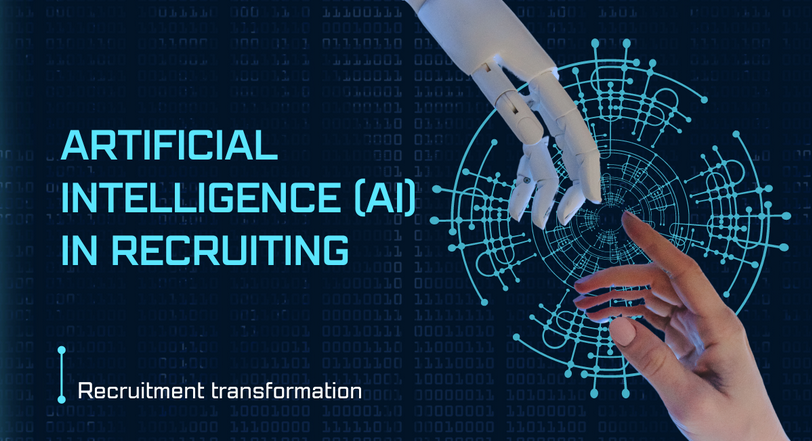 ARTIFICIAL
INTELLIGENCE (AI)
IN RECRUITING
Recruitment transformation